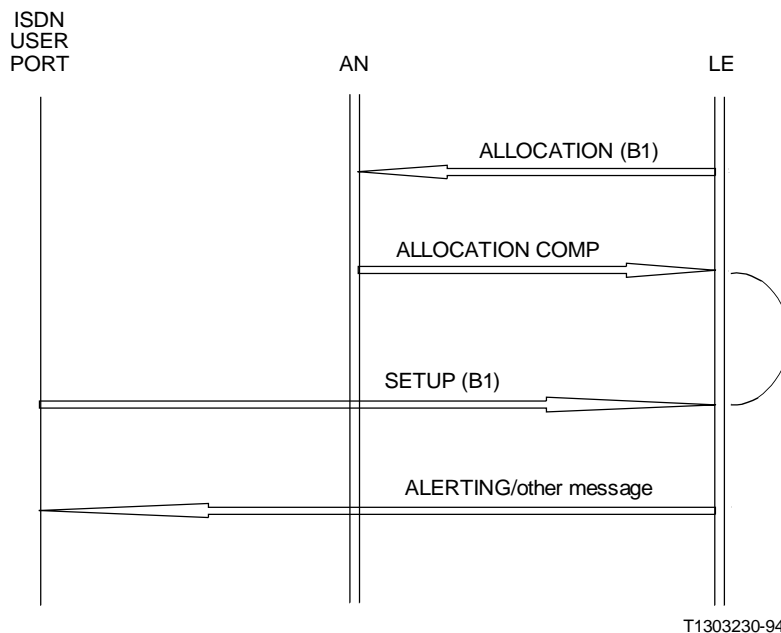 ISDN
USER
PORT
AN
LE
ALLOCATION (B1)
ALLOCATION COMP
SETUP (B1)
ALERTING/other message
T1303230-94